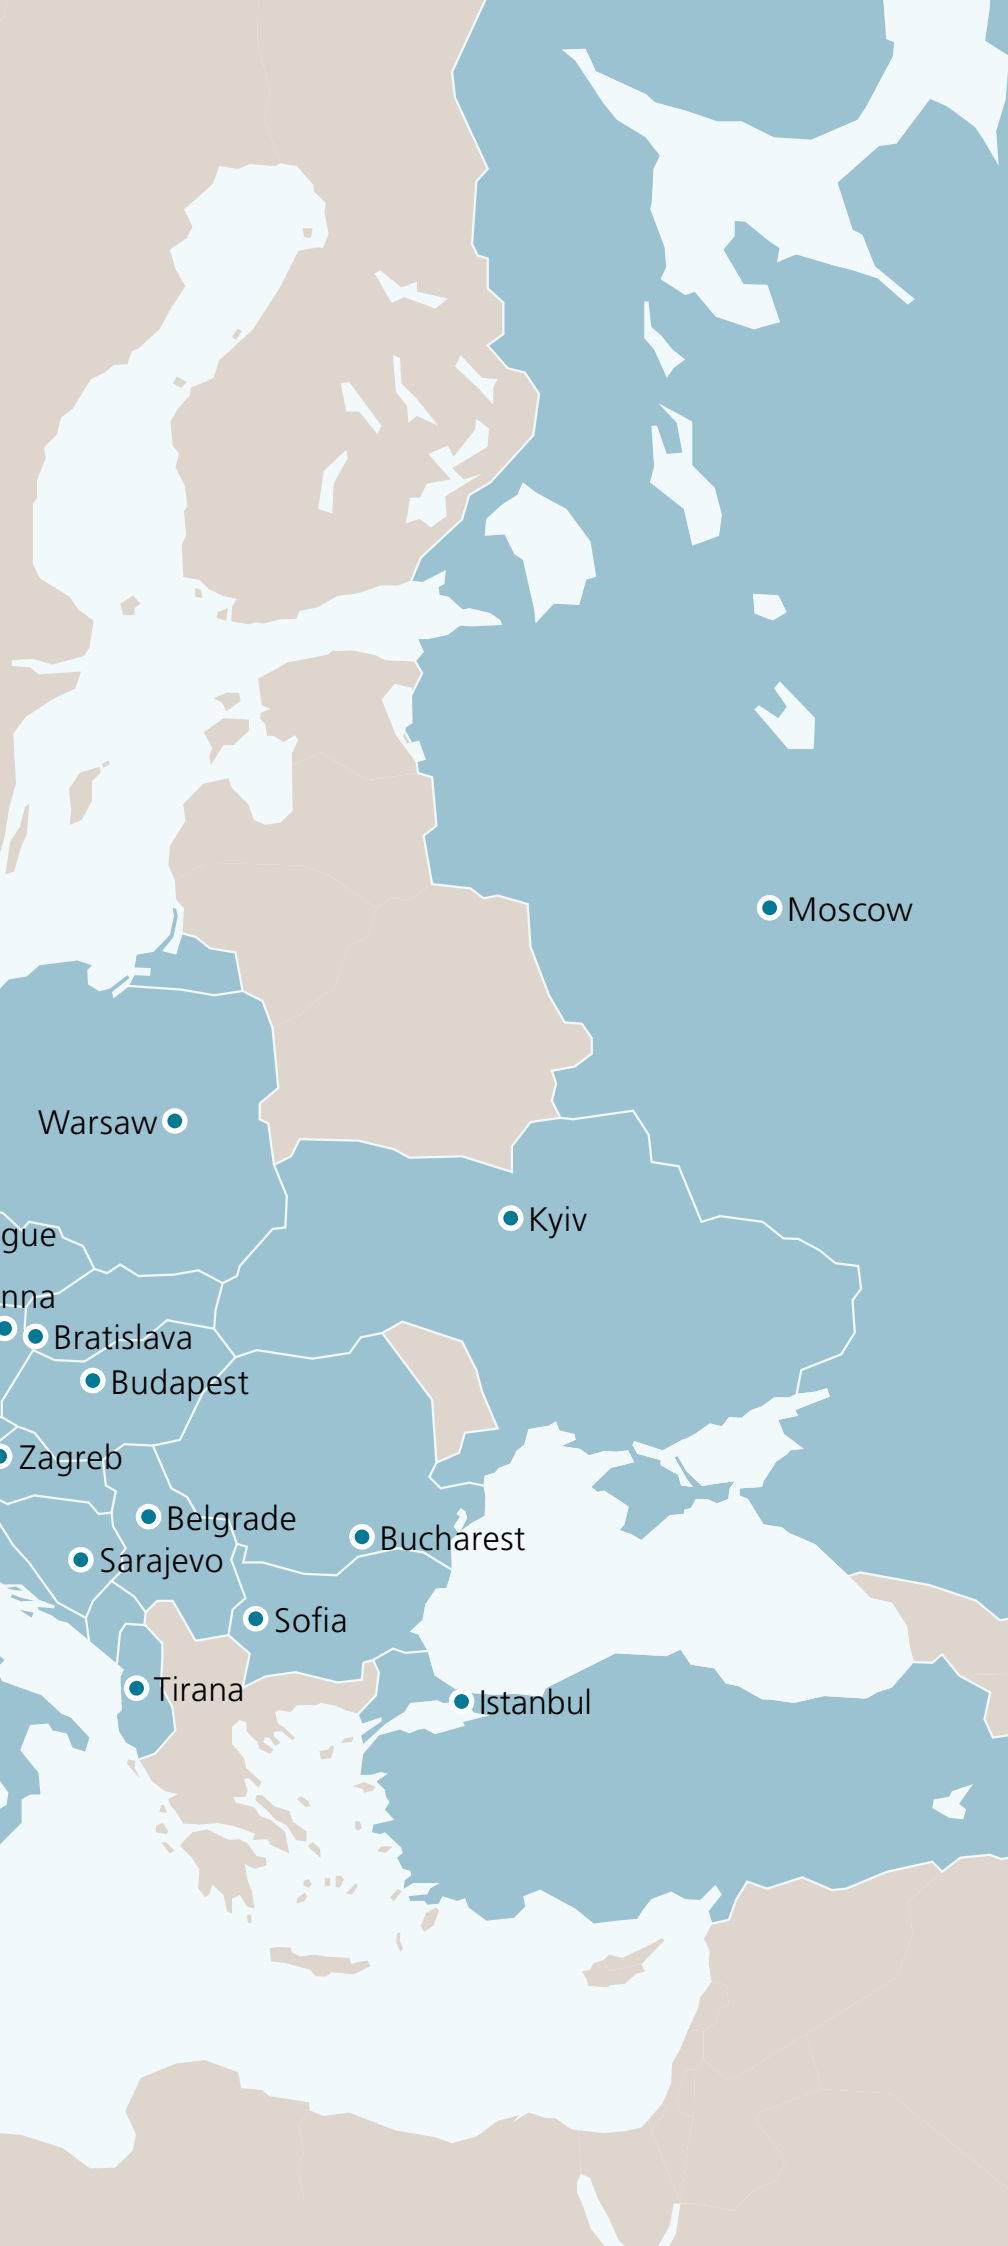 Moscow
Warsaw
Kyiv
gue
nna
Bratislava
Budapest
Zagreb
Belgrade
Bucharest
Sarajevo
Sofia
Tirana
Istanbul